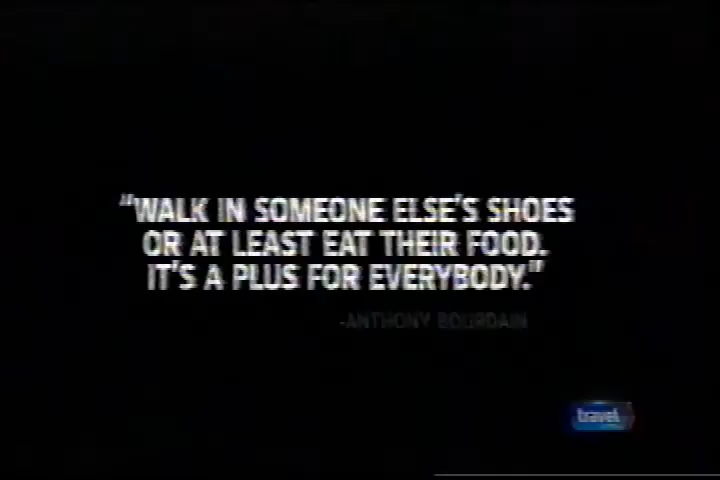 “WALK IN SOMEONE ELSE'S SHOES
OR AT LEAST EAT THEIR FOOD.
IT'S A PLUS FOR EVERYBODY.”
-ANTHONY BOURDAIN
travel